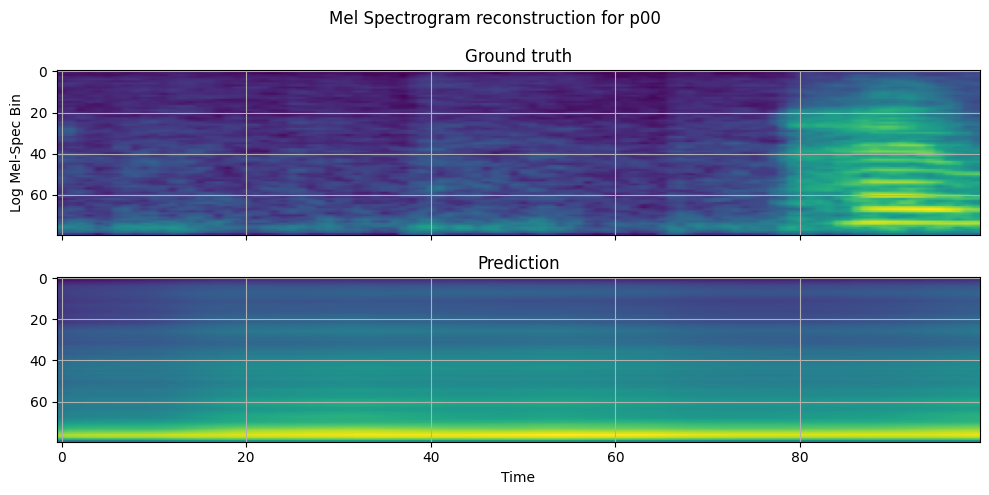 Mel Spectrogram reconstruction for p00
Ground truth
0
20
40
60
Log Mel-Spec Bin
Prediction
0
20
40
60
0 20 40 60 80
Time